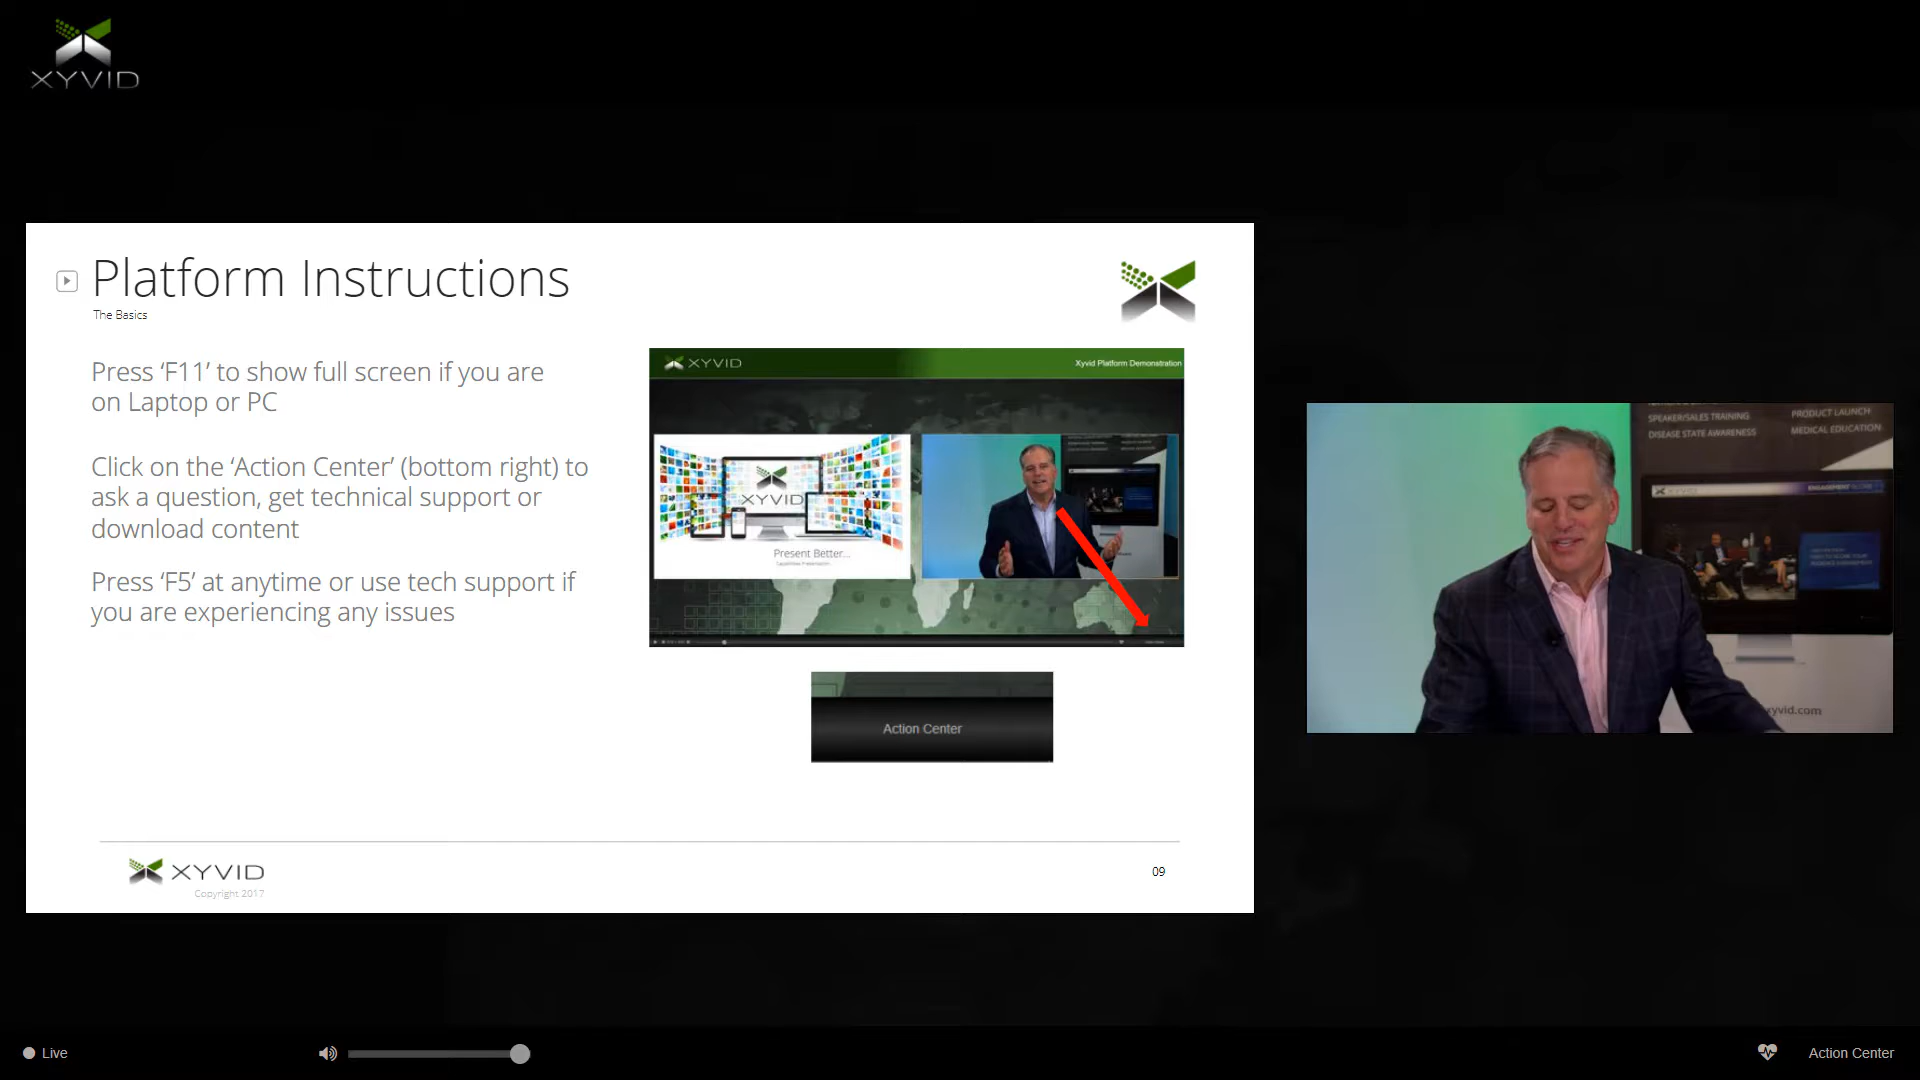 XYVID
Platform Instructions
The Basics
Press ‘F11’ to show full screen if you are
on Laptop or PC
Click on the ‘Action Center’ (bottom right) to
ask a question, get technical support or
download content
Press ‘F5’ at anytime or use tech support if
you are experiencing any issues
XYVID
Xyvid Platform Demonstration
XYVID
Present Better...
Capabilities Presentation
Action Center
XYVID
Copyright 2017
09
SPEAKER/SALES TRAINING
DISEASE STATE AWARENESS
PRODUCT LAUNCH
MEDICAL EDUCATION
XYVID
ENGAGEMENT
xyvid.com
Live
Action Center